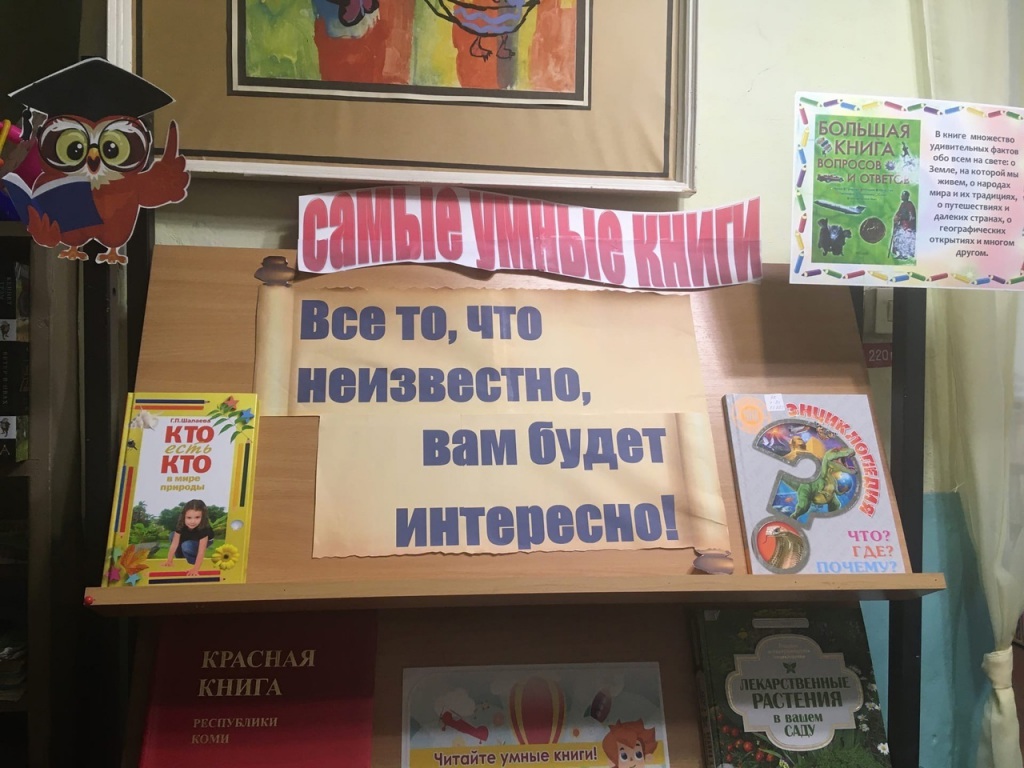 самые умные книги
БОЛЬШАЯ
КНИГА
ВОПРОСОВ
И ОТВЕТОВ
В книге множество
удивительных фактов
обо всем на свете: о
Земле, на которой мы
живем, о народах
мира и их традициях,
о путешествиях и
далеких странах, о
географических
открытиях и многом
другом.
Все то, что
неизвестно,
вам будет
интересно!
220
Г.П. Шалаева
КТО
есть
КТО
в мире
природы
ЭНЦИКЛОПЕДИЯ
ЧТО?
ГДЕ?
ПОЧЕМУ?
КРАСНАЯ
КНИГА
РЕСПУБЛИКИ
КОМИ
Читайте умные книги!
ЛЕКАРСТВЕННЫЕ
РАСТЕНИЯ
в вашем
САДУ